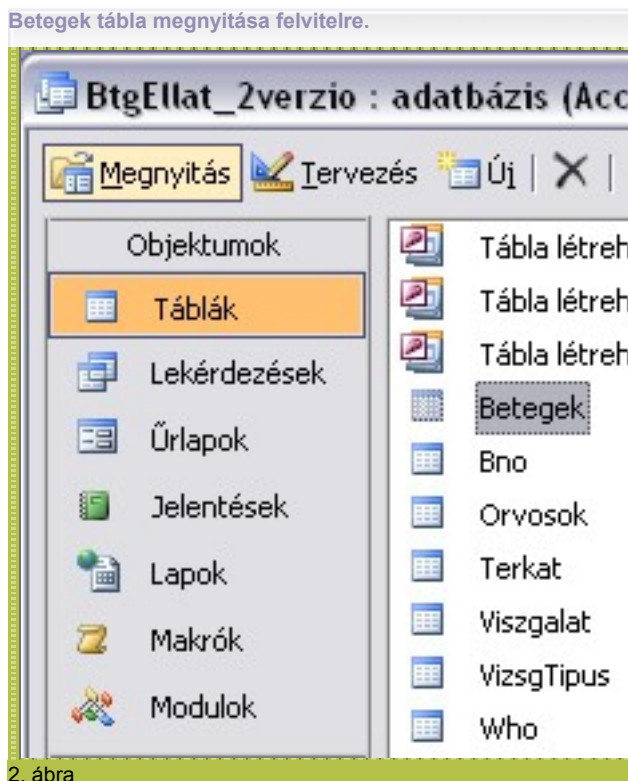 Betegek tábla megnyitása felvitelre.
BtgEllat_2verzio : adatbázis (Acc
Megnyitás Tervezés Új
Objektumok
Táblák
Lekérdezések
Űrlapok
Jelentések
Lapok
Makrók
Modulok
Tábla létreh
Tábla létreh
Tábla létreh
Betegek
Bno
Orvosok
Terkat
Viszgalat
VizsgTipus
Who
2. ábra